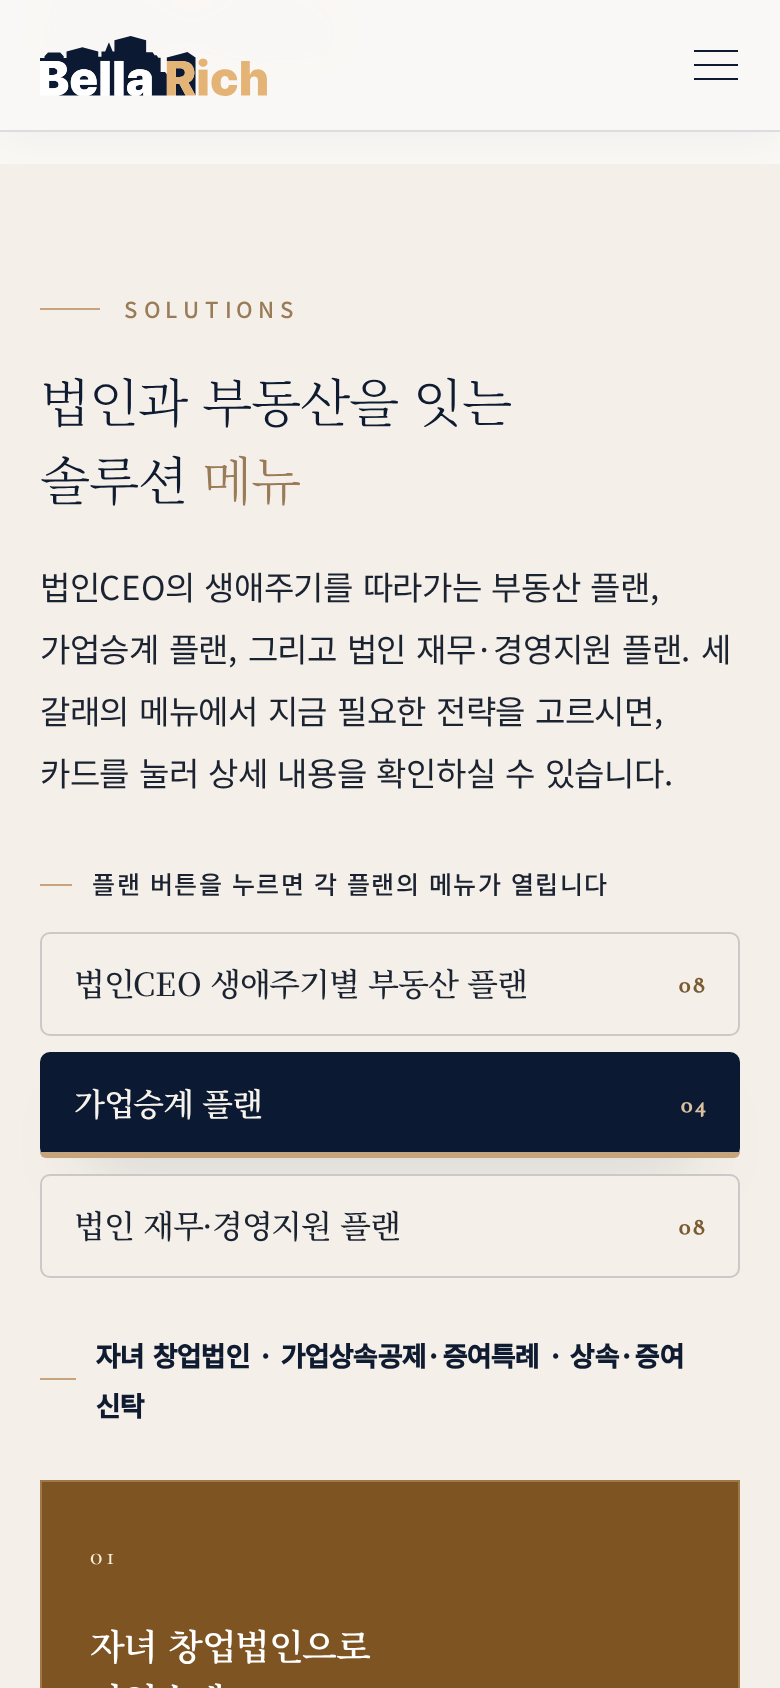 Bella Rich
SOLUTIONS
법인과 부동산을 잇는
솔루션 메뉴
법인CEO의 생애주기를 따라가는 부동산 플랜,
가업승계 플랜, 그리고 법인 재무·경영지원 플랜. 세
갈래의 메뉴에서 지금 필요한 전략을 고르시면,
카드를 눌러 상세 내용을 확인하실 수 있습니다.
플랜 버튼을 누르면 각 플랜의 메뉴가 열립니다
법인CEO 생애주기별 부동산 플랜 08
가업승계 플랜 04
법인 재무·경영지원 플랜 08
자녀 창업법인 · 가업상속공제·증여특례 · 상속·증여
신탁
01
자녀 창업법인으로